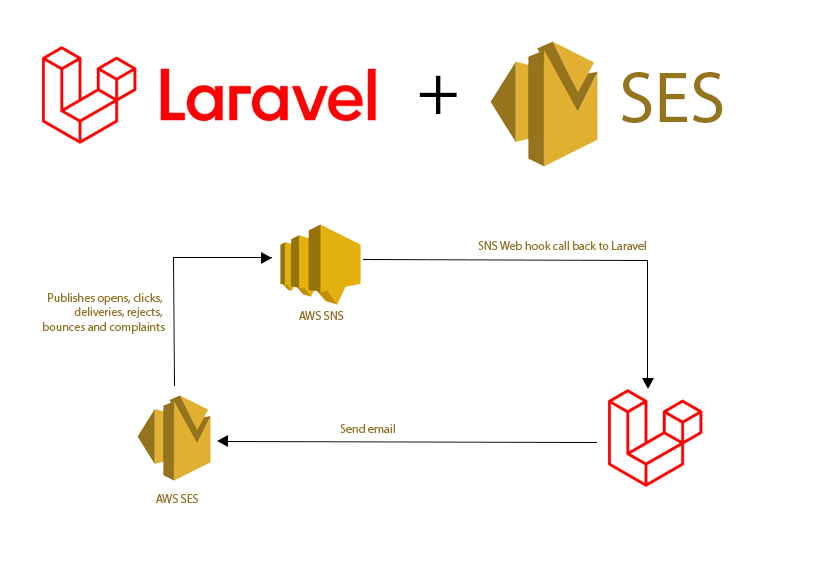 Laravel + SES
SNS Web hook call back to Laravel
Publishes opens, clicks,
deliveries, rejects,
bounces and complaints
AWS SNS
Send email
AWS SES